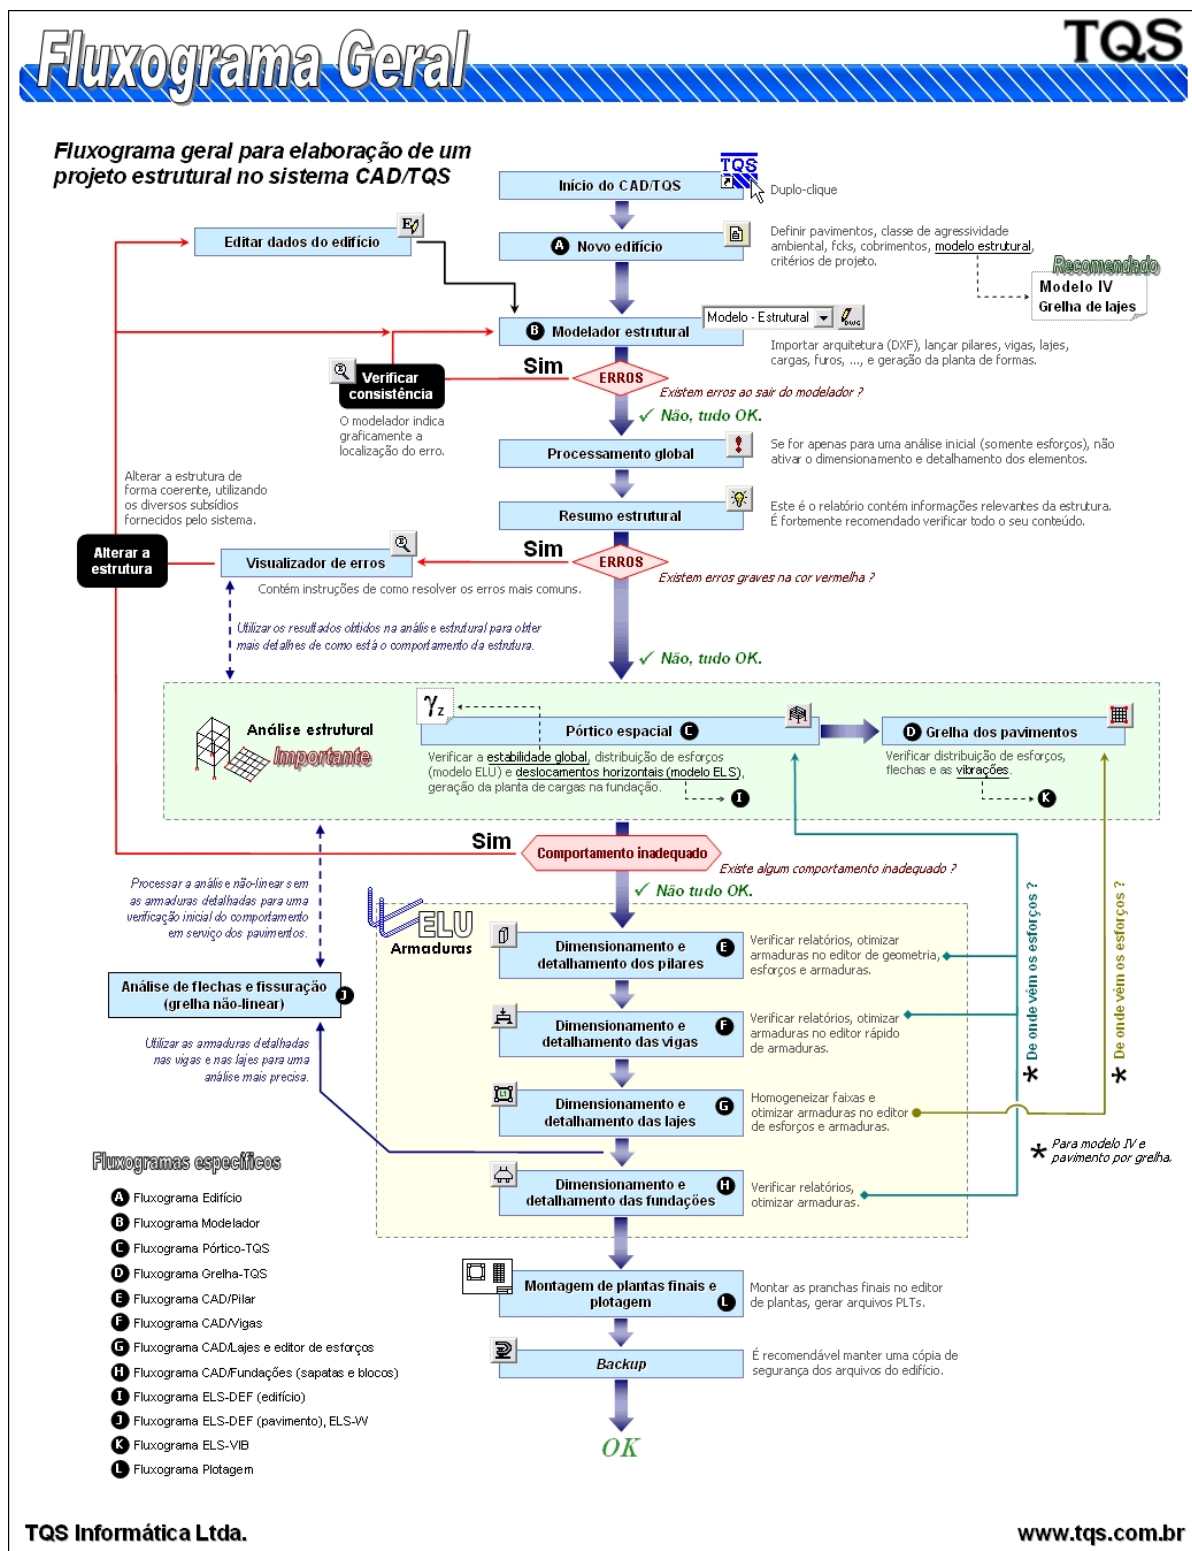 Fluxograma Geral
TQS
Fluxograma geral para elaboração de um
projeto estrutural no sistema CAD/TQS
TQS
Início do CAD/TQS
Duplo-clique
Editar dados do edifício
A Novo edifício
Definir pavimentos, classe de agressividade
ambiental, fcks, cobrimentos, modelo estrutural,
critérios de projeto.
Recomendado
Modelo IV
Grelha de lajes
B Modelador estrutural
Modelo - Estrutural
DWG
Importar arquitetura (DXF), lançar pilares, vigas, lajes,
cargas, furos, ..., e geração da planta de formas.
Sim
ERROS
Existem erros ao sair do modelador ?
Verificar
consistência
O modelador indica
graficamente a
localização do erro.
Não, tudo OK.
Processamento global
Se for apenas para uma análise inicial (somente esforços), não
ativar o dimensionamento e detalhamento dos elementos.
Alterar a estrutura de
forma coerente, utilizando
os diversos subsídios
fornecidos pelo sistema.
Resumo estrutural
Este é o relatório contém informações relevantes da estrutura.
É fortemente recomendado verificar todo o seu conteúdo.
Alterar a
estrutura
Visualizador de erros
Sim
ERROS
Existem erros graves na cor vermelha ?
Contém instruções de como resolver os erros mais comuns.
Utilizar os resultados obtidos na análise estrutural para obter
mais detalhes de como está o comportamento da estrutura.
Não, tudo OK.
γz
Análise estrutural
Importante
Pórtico espacial C
Verificar a estabilidade global, distribuição de esforços
(modelo ELU) e deslocamentos horizontais (modelo ELS),
geração da planta de cargas na fundação.
I
D Grelha dos pavimentos
Verificar distribuição de esforços,
flechas e as vibrações.
K
Sim
Comportamento inadequado
Existe algum comportamento inadequado ?
Não tudo OK.
Processar a análise não-linear sem
as armaduras detalhadas para uma
verificação inicial do comportamento
em serviço dos pavimentos.
ELU
Armaduras
Dimensionamento e
detalhamento dos pilares
E
Verificar relatórios, otimizar
armaduras no editor de geometria,
esforços e armaduras.
* De onde vêm os esforços ?
* De onde vêm os esforços ?
Análise de flechas e fissuração
(grelha não-linear)
J
Dimensionamento e
detalhamento das vigas
F
Verificar relatórios, otimizar
armaduras no editor rápido
de armaduras.
Utilizar as armaduras detalhadas
nas vigas e nas lajes para uma
análise mais precisa.
L1
Dimensionamento e
detalhamento das lajes
G
Homogeneizar faixas e
otimizar armaduras no editor
de esforços e armaduras.
* Para modelo IV e
pavimento por grelha.
Dimensionamento e
detalhamento das fundações
H
Verificar relatórios,
otimizar armaduras.
Fluxogramas específicos
A Fluxograma Edifício
B Fluxograma Modelador
C Fluxograma Pórtico-TQS
D Fluxograma Grelha-TQS
E Fluxograma CAD/Pilar
F Fluxograma CAD/Vigas
G Fluxograma CAD/Lajes e editor de esforços
H Fluxograma CAD/Fundações (sapatas e blocos)
I Fluxograma ELS-DEF (edifício)
J Fluxograma ELS-DEF (pavimento), ELS-W
K Fluxograma ELS-VIB
L Fluxograma Plotagem
Montagem de plantas finais e
plotagem
L
Montar as pranchas finais no editor
de plantas, gerar arquivos PLTs.
Backup
É recomendável manter uma cópia de
segurança dos arquivos do edifício.
OK
TQS Informática Ltda.
www.tqs.com.br